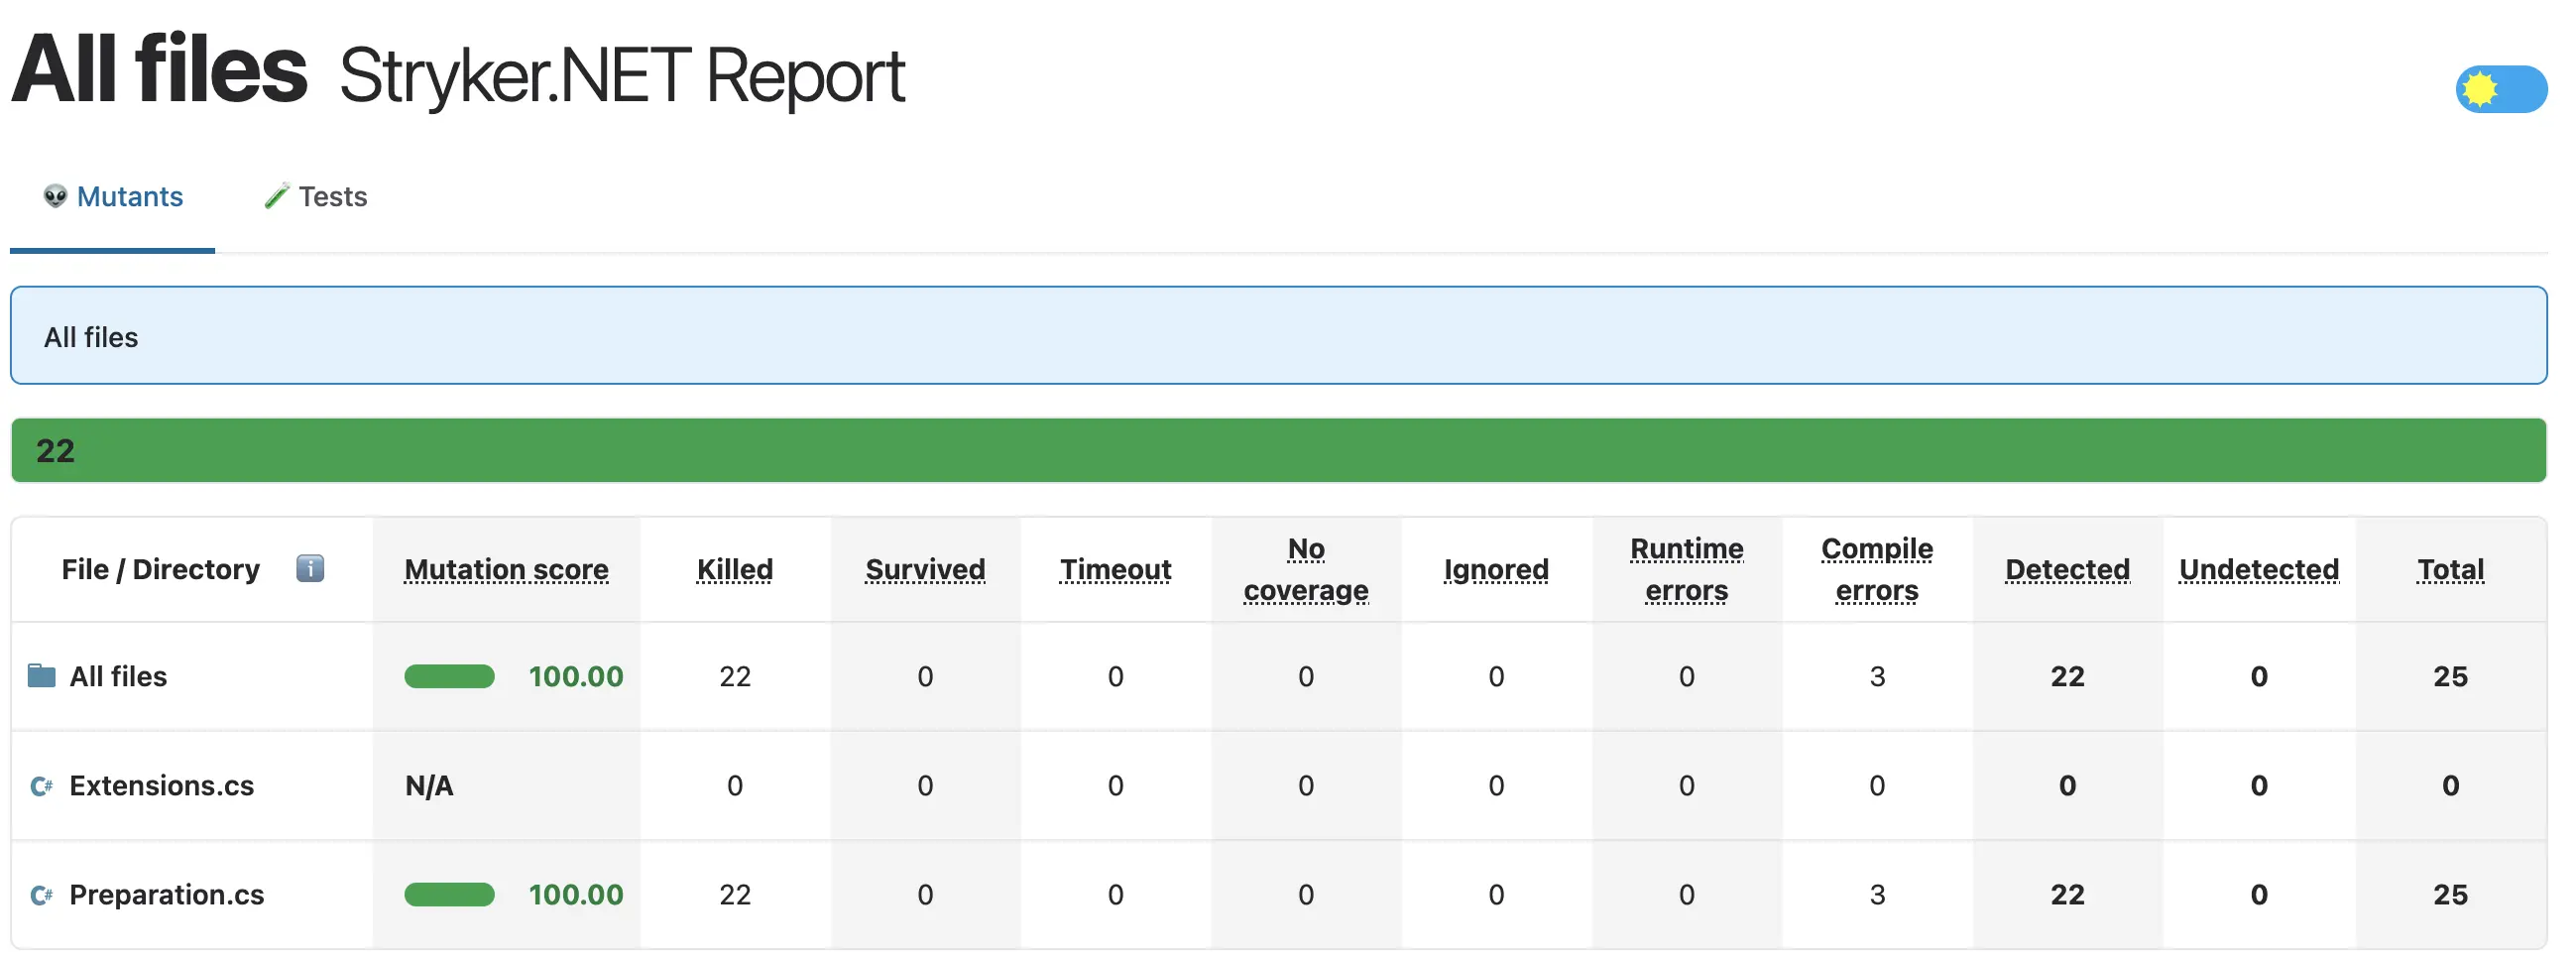 All files Stryker.NET Report
👽 Mutants 🧪 Tests
All files
22
File / Directory ℹ️ Mutation score Killed Survived Timeout No coverage Ignored Runtime errors Compile errors Detected Undetected Total
All files 100.00 22 0 0 0 0 0 3 22 0 25
Extensions.cs N/A 0 0 0 0 0 0 0 0 0 0
Preparation.cs 100.00 22 0 0 0 0 0 3 22 0 25